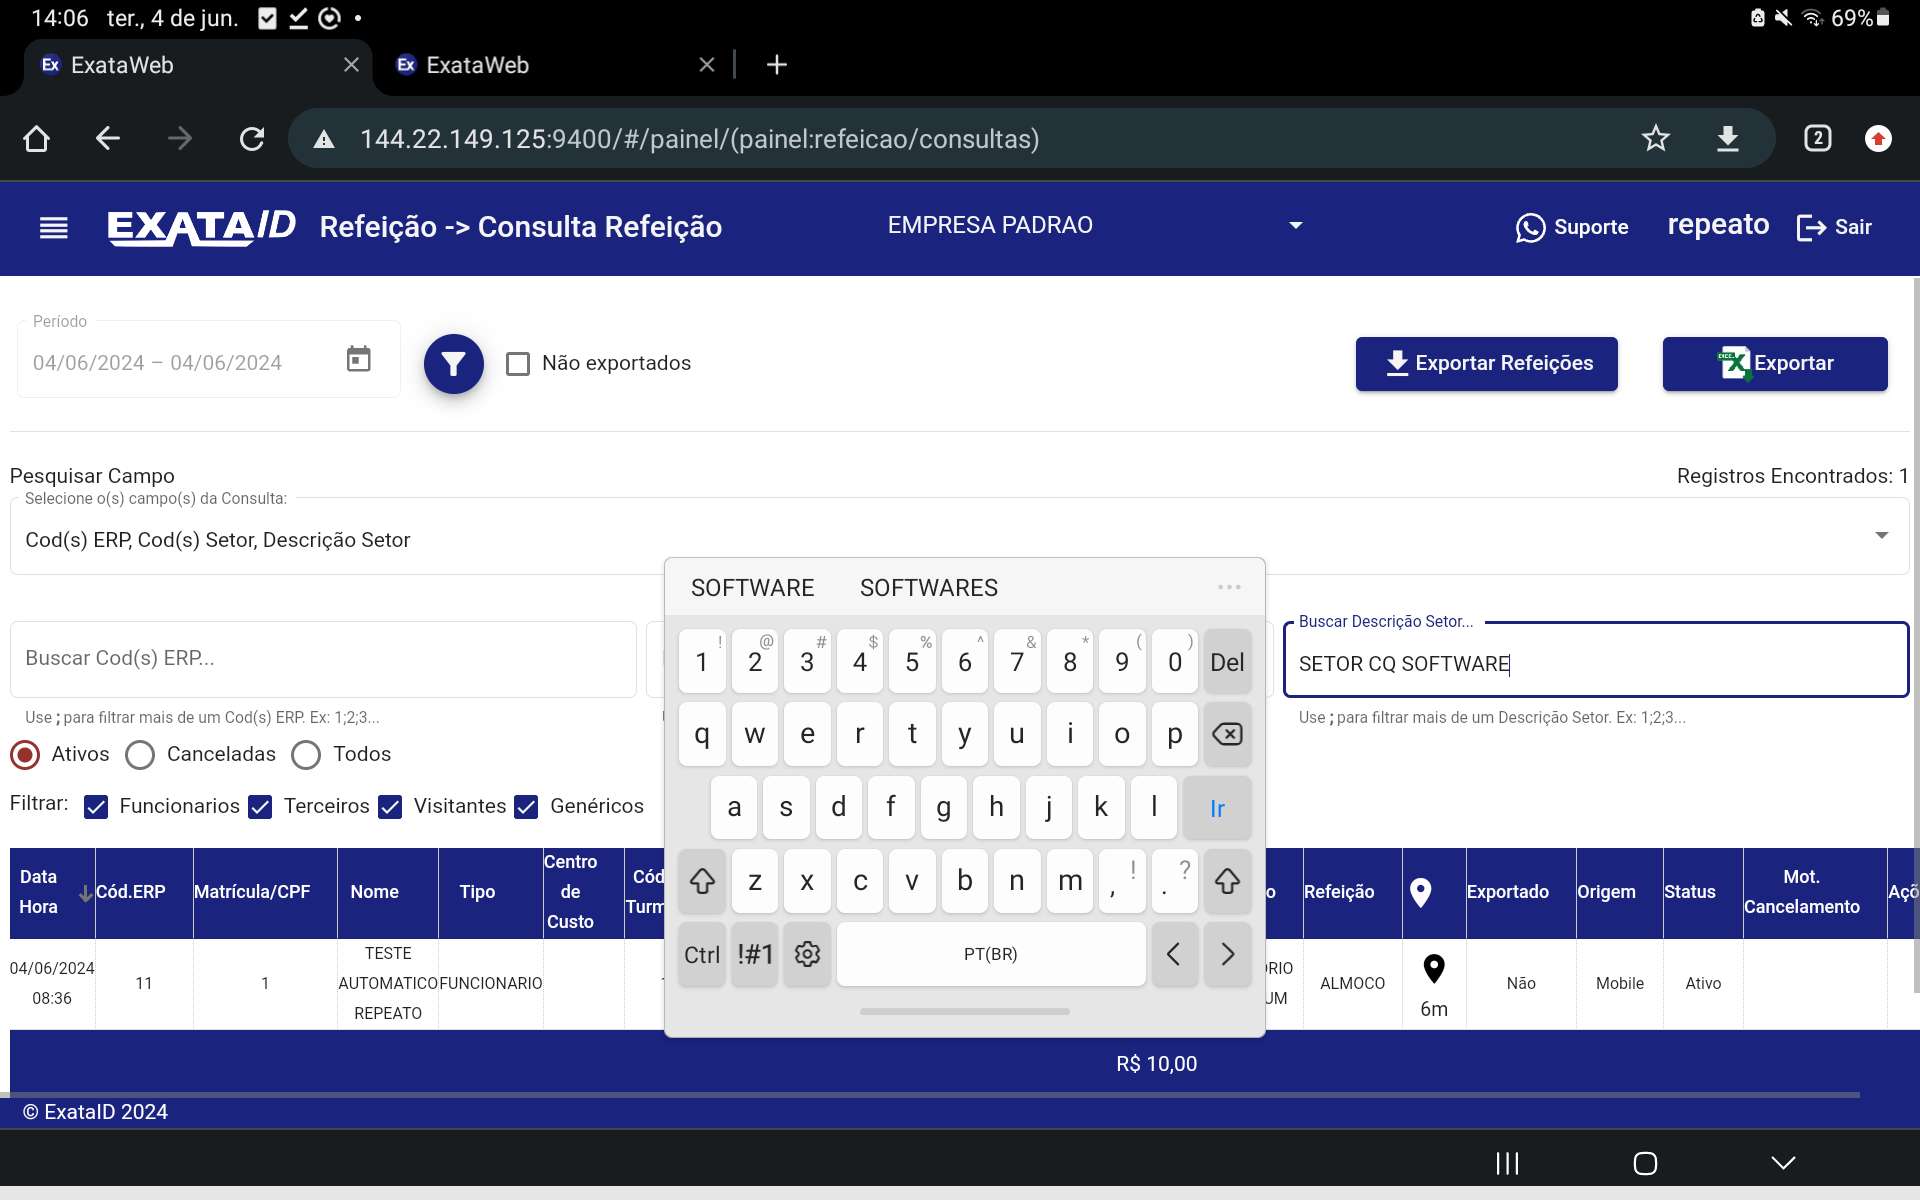 14:06 ter., 4 de jun.
69%
ExataWeb
ExataWeb
144.22.149.125:9400/#/painel/(painel:refeicao/consultas)
2
EXATAID Refeição -> Consulta Refeição
EMPRESA PADRAO
Suporte
repeato
Sair
Período
04/06/2024 – 04/06/2024
Não exportados
Exportar Refeições
Exportar
Pesquisar Campo
Registros Encontrados: 1
Selecione o(s) campo(s) da Consulta:
Cod(s) ERP, Cod(s) Setor, Descrição Setor
Buscar Cod(s) ERP...
Use ; para filtrar mais de um Cod(s) ERP. Ex: 1;2;3...
Buscar Descrição Setor...
SETOR CQ SOFTWARE
Use ; para filtrar mais de um Descrição Setor. Ex: 1;2;3...
Ativos Canceladas Todos
Filtrar: Funcionarios Terceiros Visitantes Genéricos
SOFTWARE SOFTWARES ...
! @ # $ % ^ & * ( )
1 2 3 4 5 6 7 8 9 0 Del
q w e r t y u i o p
a s d f g h j k l Ir
z x c v b n m , ! . ?
Ctrl !#1 PT(BR) < >
Data Hora
Cód.ERP
Matrícula/CPF
Nome
Tipo
Centro de Custo
Cód
Turm
o
Refeição
Exportado
Origem
Status
Mot. Cancelamento
Açõ
04/06/2024 08:36
11
1
TESTE AUTOMATICO REPEATO
FUNCIONARIO
ORIO
UM
ALMOCO
6m
Não
Mobile
Ativo
R$ 10,00
© ExataID 2024